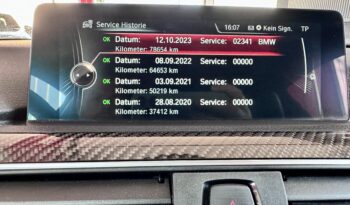 Service Historie 16:07 Kein Sign. TP
OK Datum: 12.10.2023 Service: 02341 BMW
Kilometer: 78654 km
OK Datum: 08.09.2022 Service: 00000
Kilometer: 64653 km
OK Datum: 03.09.2021 Service: 00000
Kilometer: 50219 km
OK Datum: 28.08.2020 Service: 00000
Kilometer: 37412 km